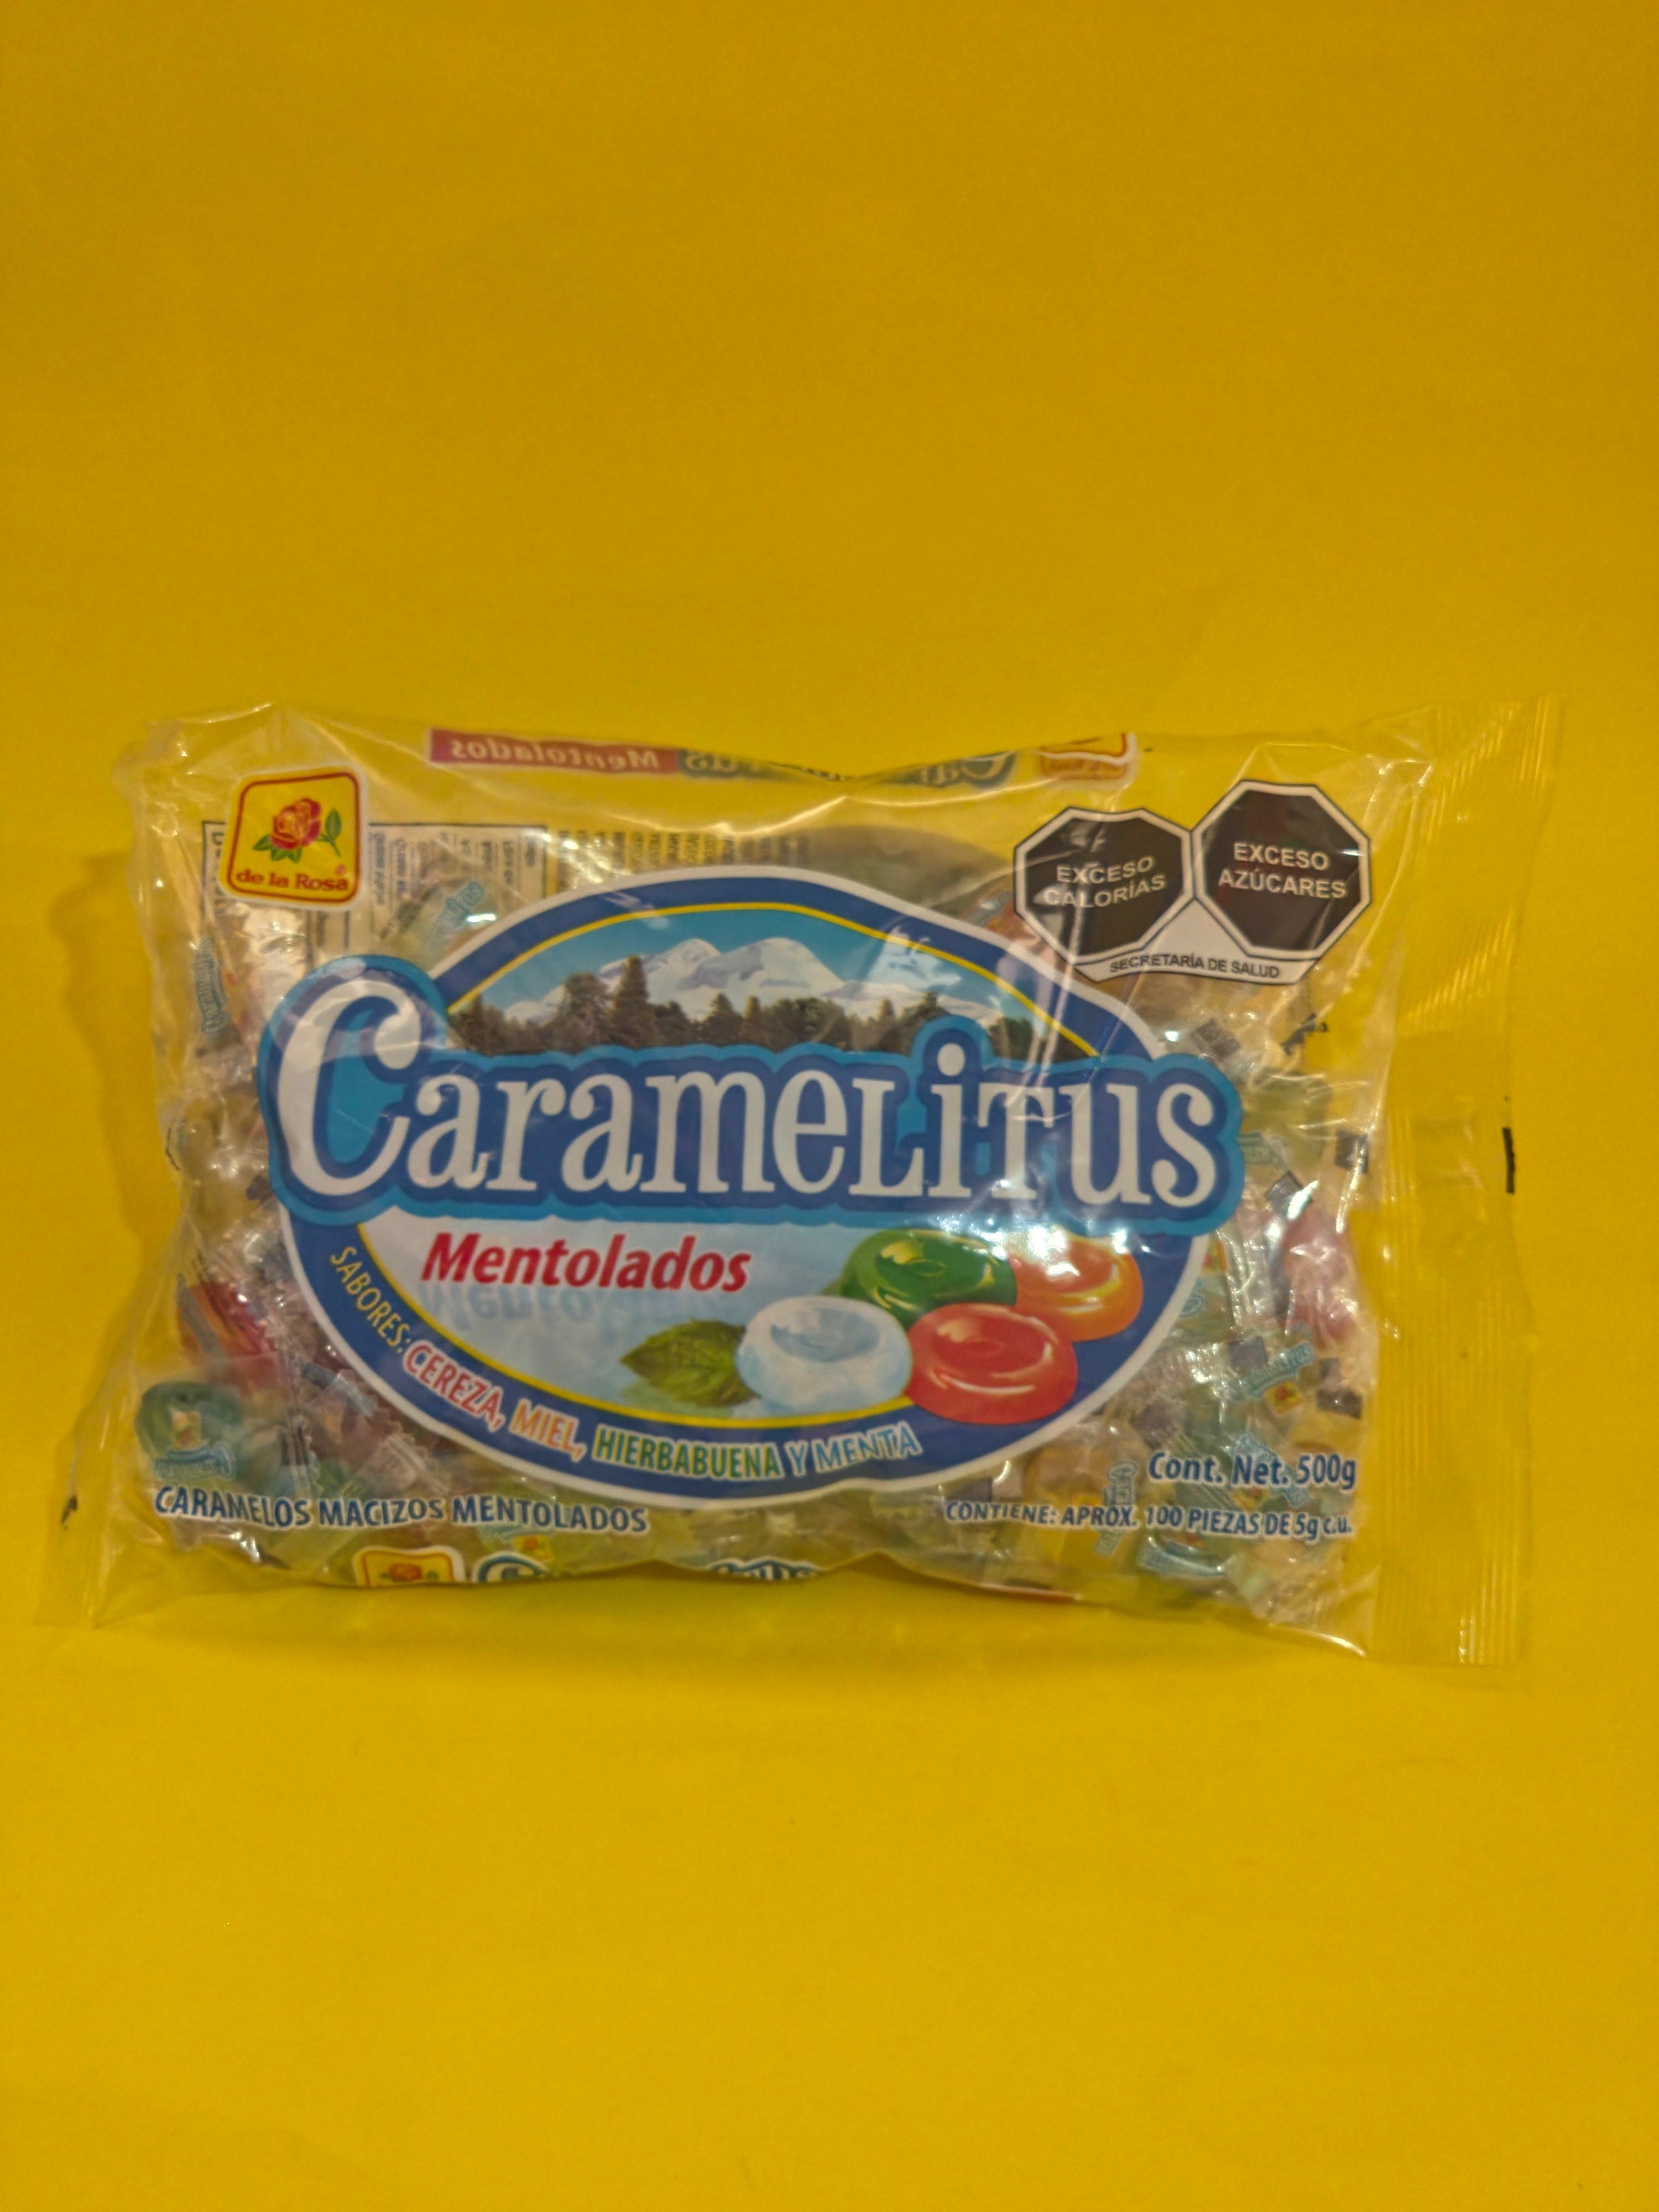 de la Rosa
Mentolados
EXCESO
CALORÍAS
EXCESO
AZÚCARES
SECRETARÍA DE SALUD
CARAMELiTUS
Mentolados
SABORES: CEREZA, MIEL, HIERBABUENA Y MENTA
Cont. Net. 500g
CARAMELOS MACIZOS MENTOLADOS
CONTIENE: APROX. 100 PIEZAS DE 5g c.u.